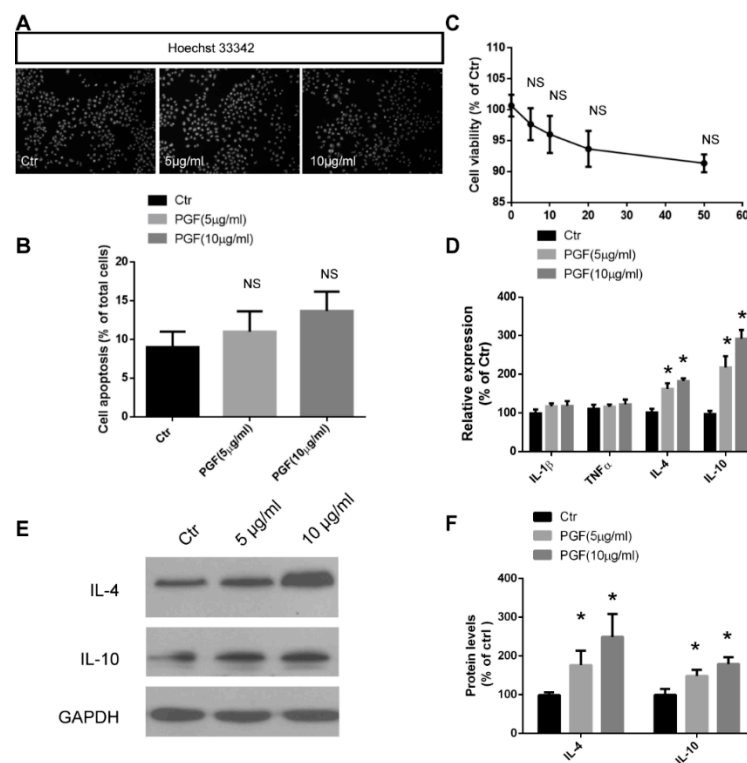 A
Hoechst 33342
Ctr
5μg/ml
10μg/ml
B
Ctr
PGF(5μg/ml)
PGF(10μg/ml)
Cell apoptosis (% of total cells)
20
15
10
5
0
NS
NS
Ctr
PGF(5μg/ml)
PGF(10μg/ml)
C
Cell viability (% of Ctr)
110
105
100
95
90
85
NS
NS
NS
NS
0
10
20
30
40
50
60
D
Ctr
PGF(5μg/ml)
PGF(10μg/ml)
Relative expression
(% of Ctr)
400
300
200
100
0
*
*
*
*
IL-1β
TNFα
IL-4
IL-10
E
Ctr
5 μg/ml
10 μg/ml
IL-4
IL-10
GAPDH
F
Ctr
PGF(5μg/ml)
PGF(10μg/ml)
Protein levels
(% of ctrl )
400
300
200
100
0
*
*
*
*
IL-4
IL-10